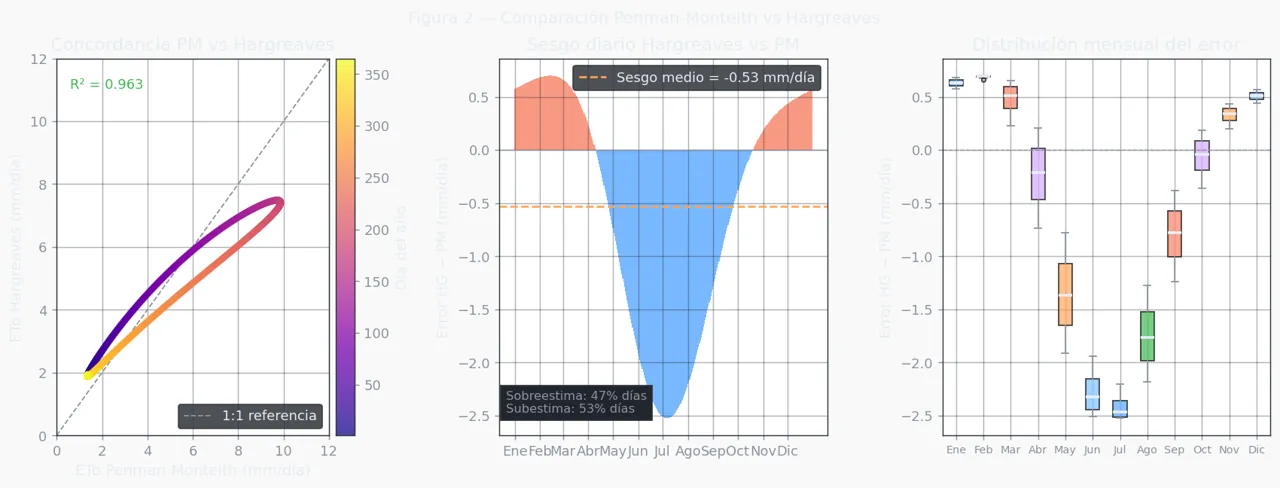 Figura 2 — Comparación Penman-Monteith vs Hargreaves
Concordancia PM vs Hargreaves
R² = 0.963
1:1 referencia
12
10
8
6
4
2
0
0 2 4 6 8 10 12
ETo Hargreaves (mm/día)
ETo Penman-Monteith (mm/día)
350
300
250
200
150
100
50
Día del año
Sesgo diario Hargreaves vs PM
Sesgo medio = -0.53 mm/día
0.5
0.0
−0.5
−1.0
−1.5
−2.0
−2.5
Error HG − PM (mm/día)
Sobreestima: 47% días
Subestima: 53% días
Ene Feb Mar Abr May Jun Jul Ago Sep Oct Nov Dic
Distribución mensual del error
0.5
0.0
−0.5
−1.0
−1.5
−2.0
−2.5
Error HG − PM (mm/día)
Ene Feb Mar Abr May Jun Jul Ago Sep Oct Nov Dic